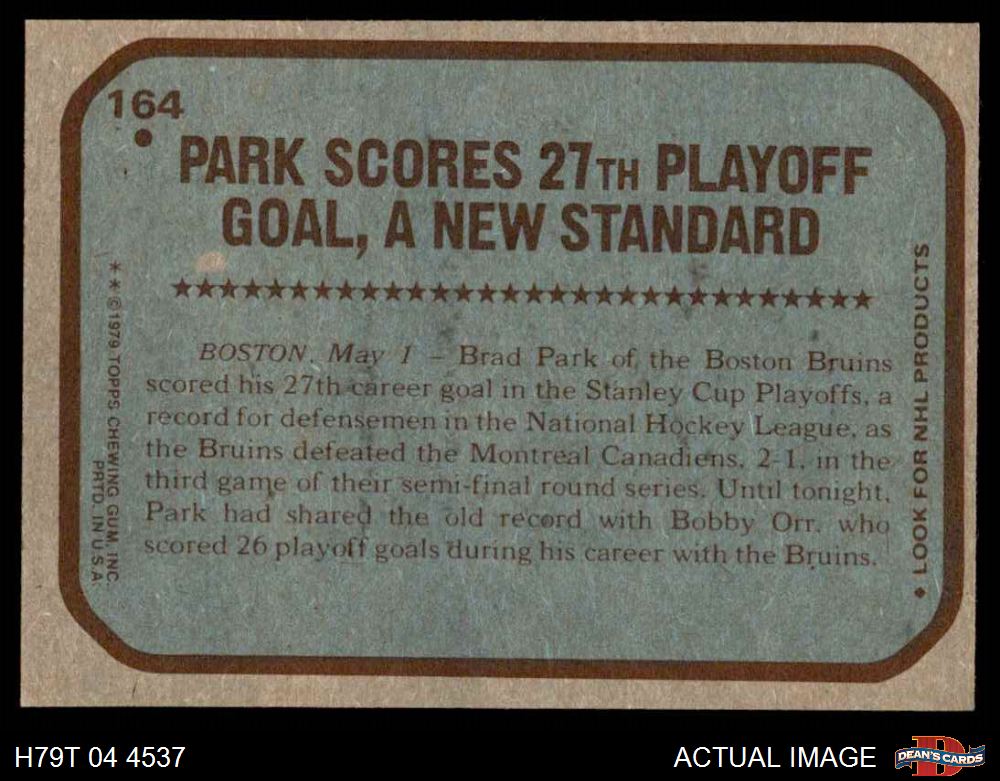 164
PARK SCORES 27TH PLAYOFF
GOAL, A NEW STANDARD
BOSTON, May 1 – Brad Park of the Boston Bruins
scored his 27th career goal in the Stanley Cup Playoffs, a
record for defensemen in the National Hockey League, as
the Bruins defeated the Montreal Canadiens, 2-1, in the
third game of their semi-final round series. Until tonight,
Park had shared the old record with Bobby Orr, who
scored 26 playoff goals during his career with the Bruins.
* * © 1979 TOPPS CHEWING GUM, INC.
PRTD. IN U.S.A.
LOOK FOR NHL PRODUCTS
H79T 04 4537
ACTUAL IMAGE
D
DEAN'S CARDS